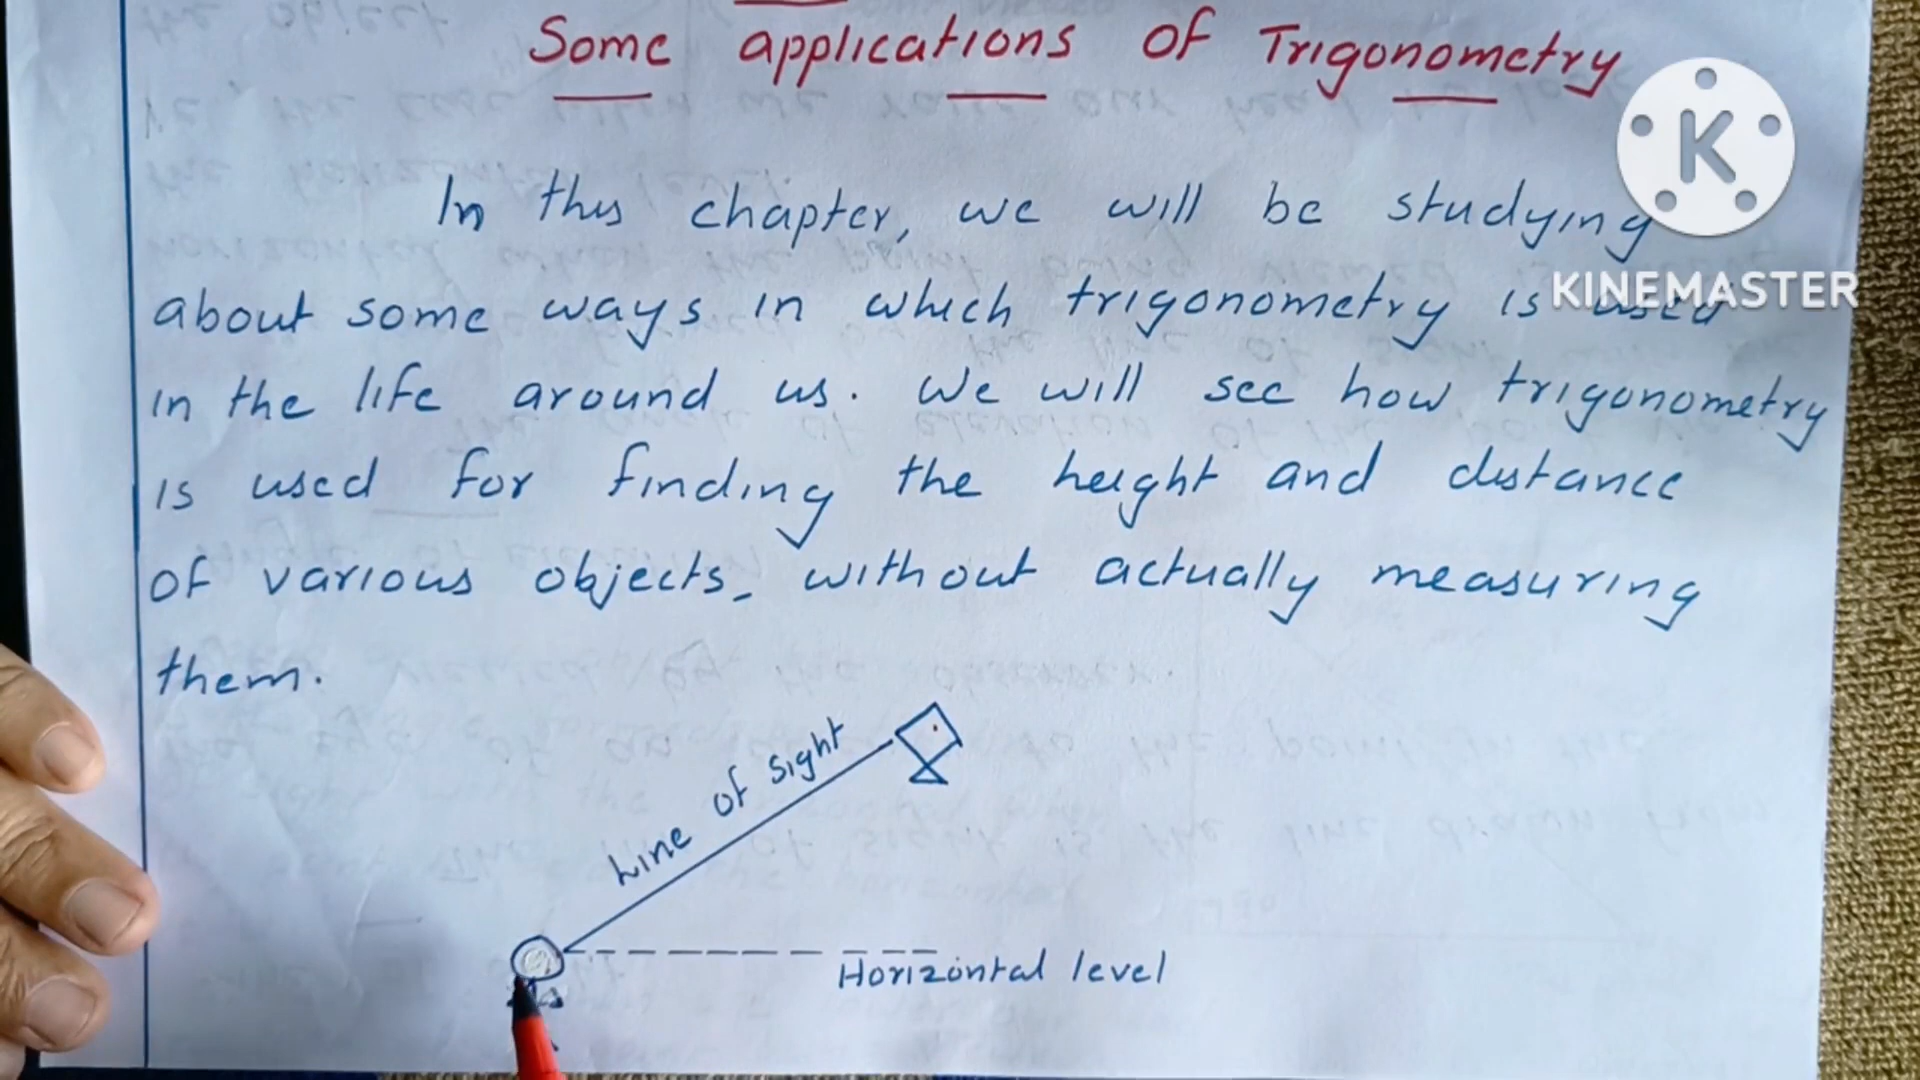 Some applications of Trigonometry
In this chapter, we will be studying
about some ways in which trigonometry is used
in the life around us. We will see how trigonometry
is used for finding the height and distance
of various objects, without actually measuring
them.
Line of sight
Horizontal level
K
KINEMASTER